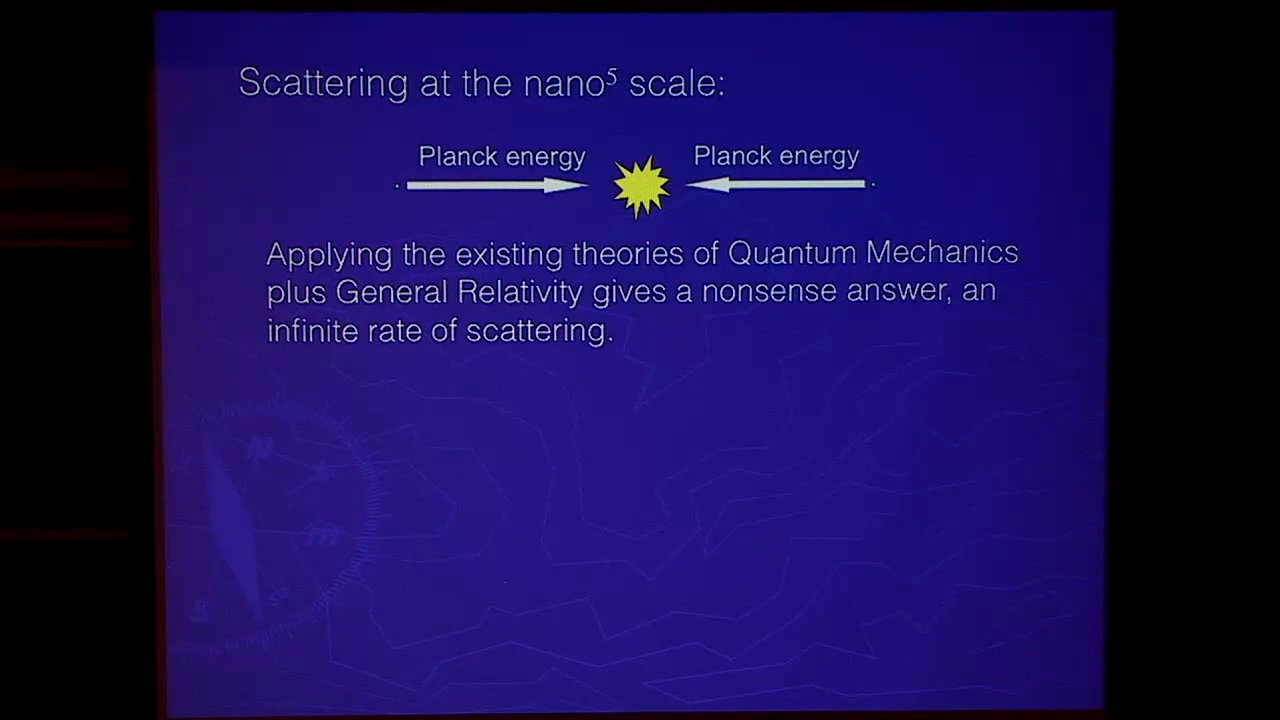 Scattering at the nano⁵ scale:
Planck energy
Planck energy
Applying the existing theories of Quantum Mechanics
plus General Relativity gives a nonsense answer, an
infinite rate of scattering.